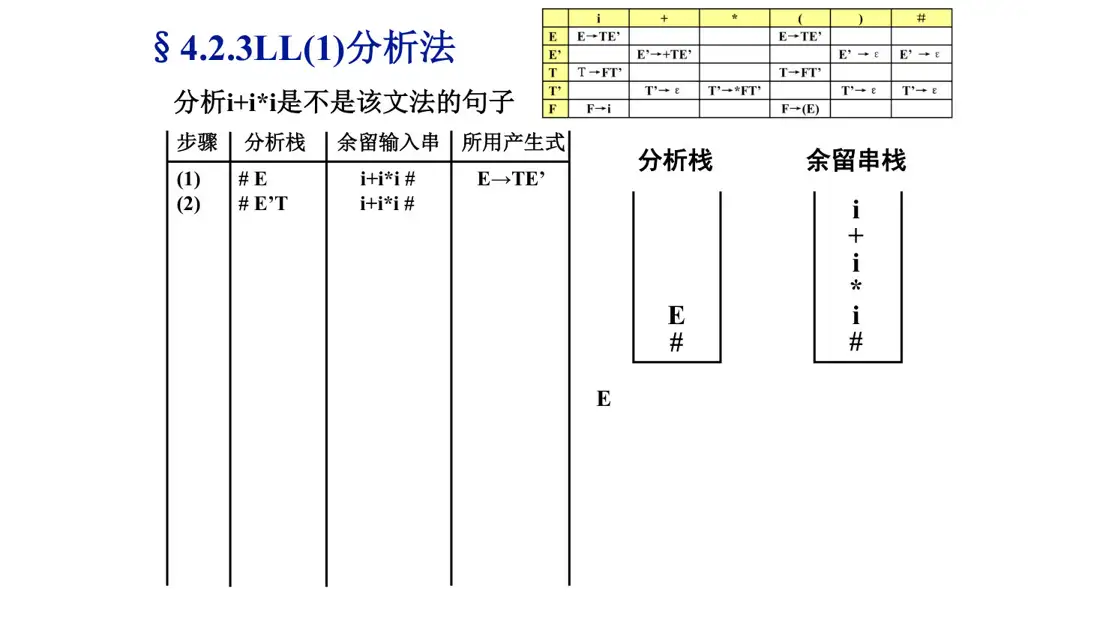 §4.2.3LL(1)分析法
分析i+i*i是不是该文法的句子
i + * ( ) #
E E→TE’ E→TE’
E’ E’→+TE’ E’→ε E’→ε
T T→FT’ T→FT’
T’ T’→ε T’→*FT’ T’→ε T’→ε
F F→i F→(E)
步骤 分析栈 余留输入串 所用产生式
(1) # E i+i*i # E→TE’
(2) # E’T i+i*i #
分析栈
E
#
余留串栈
i
+
i
*
i
#
E